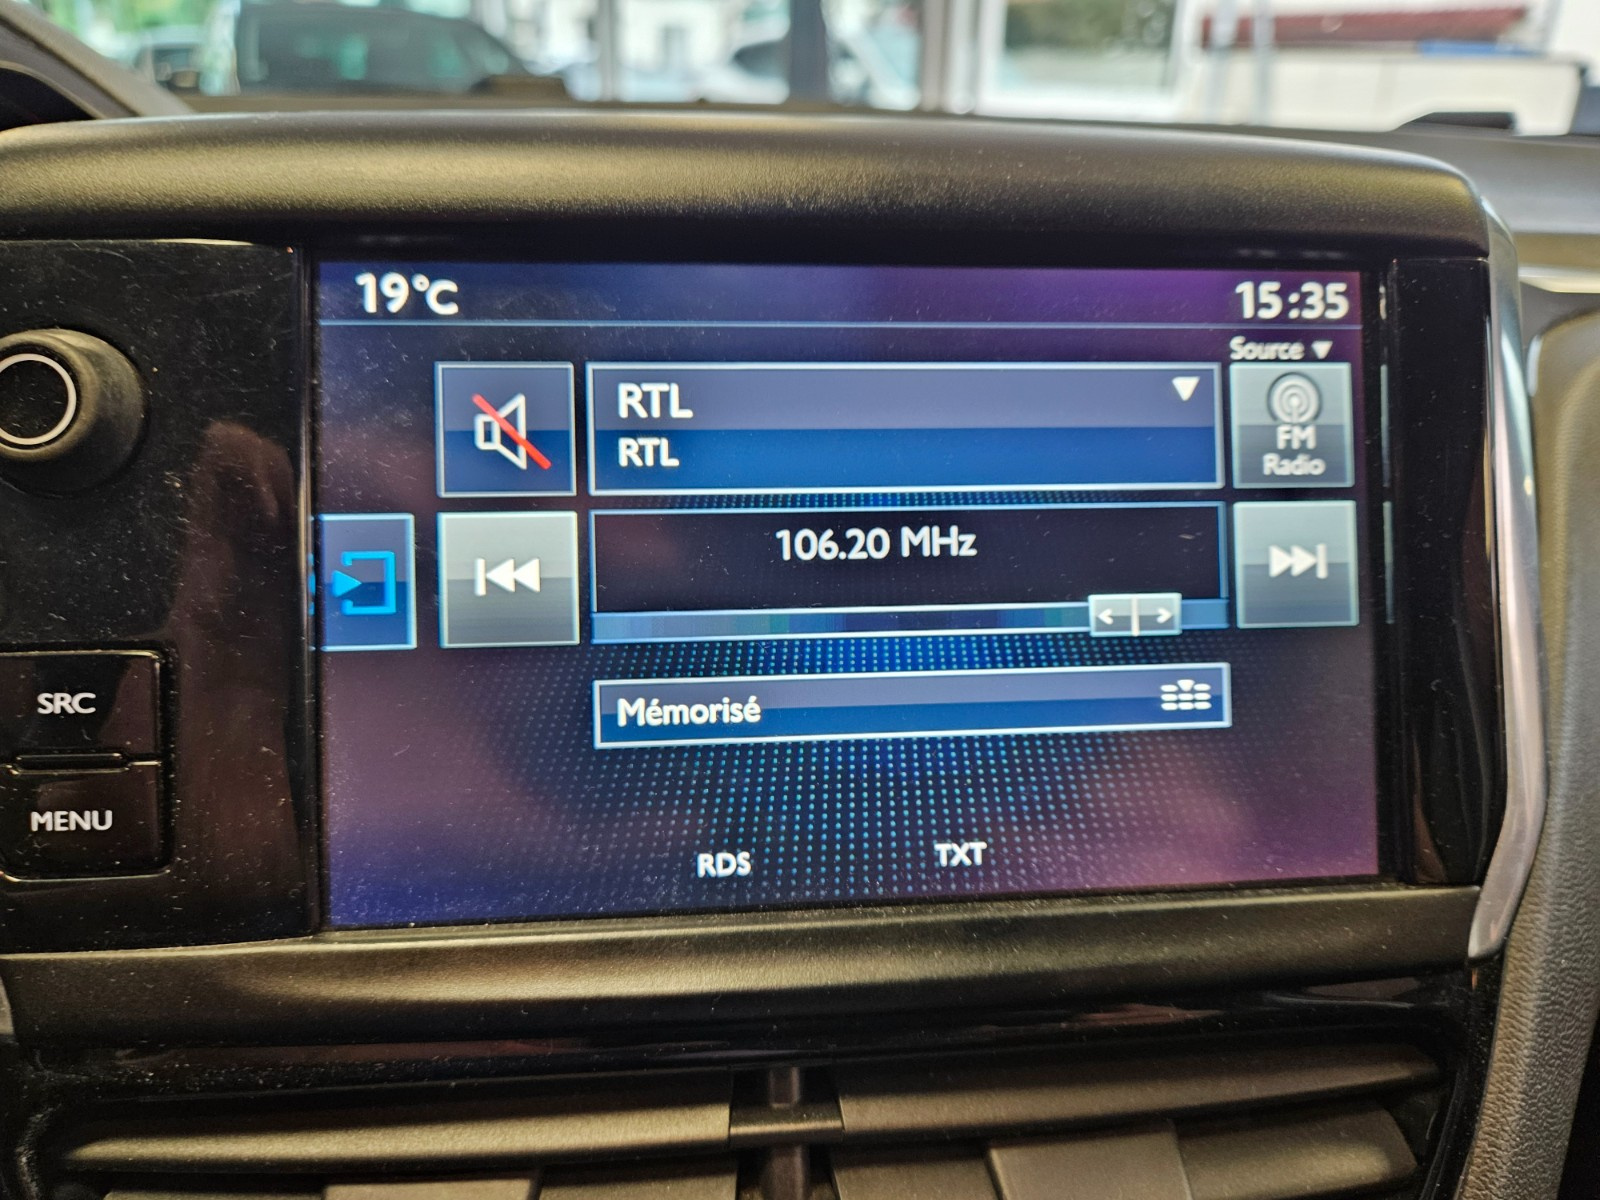 19°C
15:35
Source
RTL
RTL
FM
Radio
106.20 MHz
SRC
Mémorisé
MENU
RDS
TXT